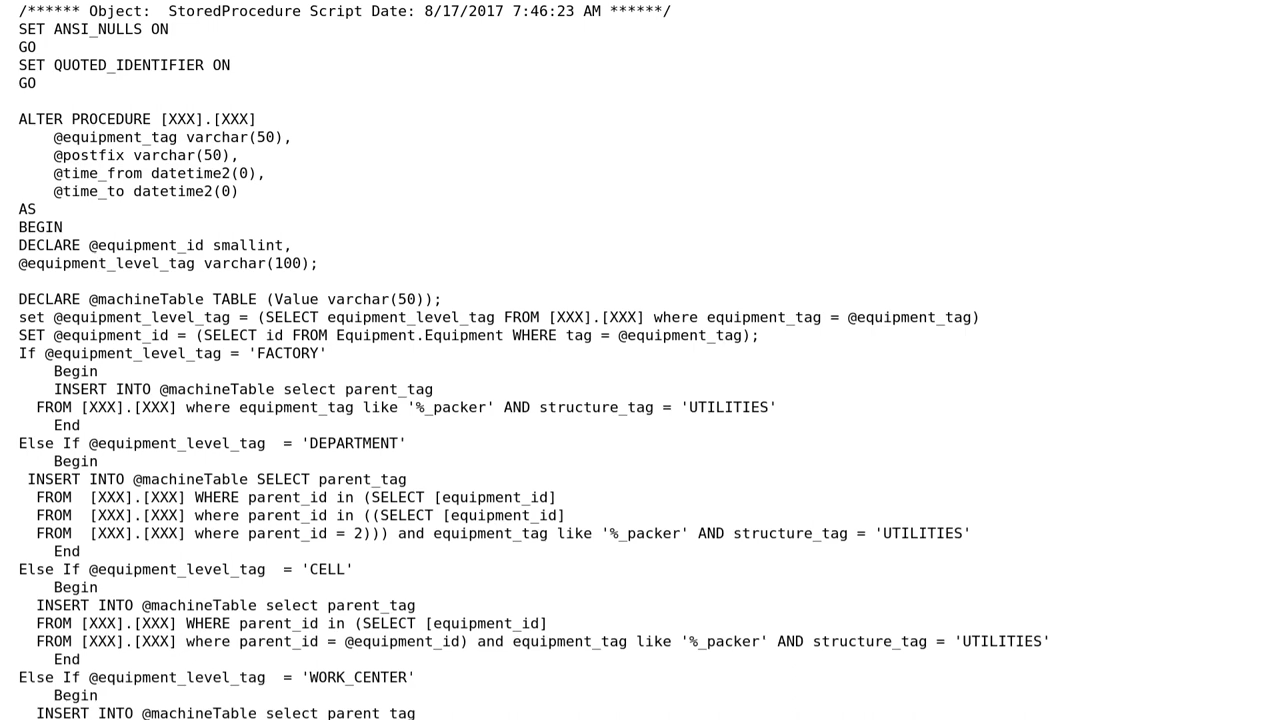 /****** Object:  StoredProcedure Script Date: 8/17/2017 7:46:23 AM ******/
SET ANSI_NULLS ON
GO
SET QUOTED_IDENTIFIER ON
GO

ALTER PROCEDURE [XXX].[XXX]
    @equipment_tag varchar(50),
    @postfix varchar(50),
    @time_from datetime2(0),
    @time_to datetime2(0)
AS
BEGIN
DECLARE @equipment_id smallint,
@equipment_level_tag varchar(100);

DECLARE @machineTable TABLE (Value varchar(50));
set @equipment_level_tag = (SELECT equipment_level_tag FROM [XXX].[XXX] where equipment_tag = @equipment_tag)
SET @equipment_id = (SELECT id FROM Equipment.Equipment WHERE tag = @equipment_tag);
If @equipment_level_tag = 'FACTORY'
    Begin
    INSERT INTO @machineTable select parent_tag
  FROM [XXX].[XXX] where equipment_tag like '%_packer' AND structure_tag = 'UTILITIES'
    End
Else If @equipment_level_tag  = 'DEPARTMENT'
    Begin
 INSERT INTO @machineTable SELECT parent_tag
  FROM  [XXX].[XXX] WHERE parent_id in (SELECT [equipment_id]
  FROM  [XXX].[XXX] where parent_id in ((SELECT [equipment_id]
  FROM  [XXX].[XXX] where parent_id = 2))) and equipment_tag like '%_packer' AND structure_tag = 'UTILITIES'
    End
Else If @equipment_level_tag  = 'CELL'
    Begin
  INSERT INTO @machineTable select parent_tag
  FROM [XXX].[XXX] WHERE parent_id in (SELECT [equipment_id]
  FROM [XXX].[XXX] where parent_id = @equipment_id) and equipment_tag like '%_packer' AND structure_tag = 'UTILITIES'
    End
Else If @equipment_level_tag  = 'WORK_CENTER'
    Begin
  INSERT INTO @machineTable select parent_tag